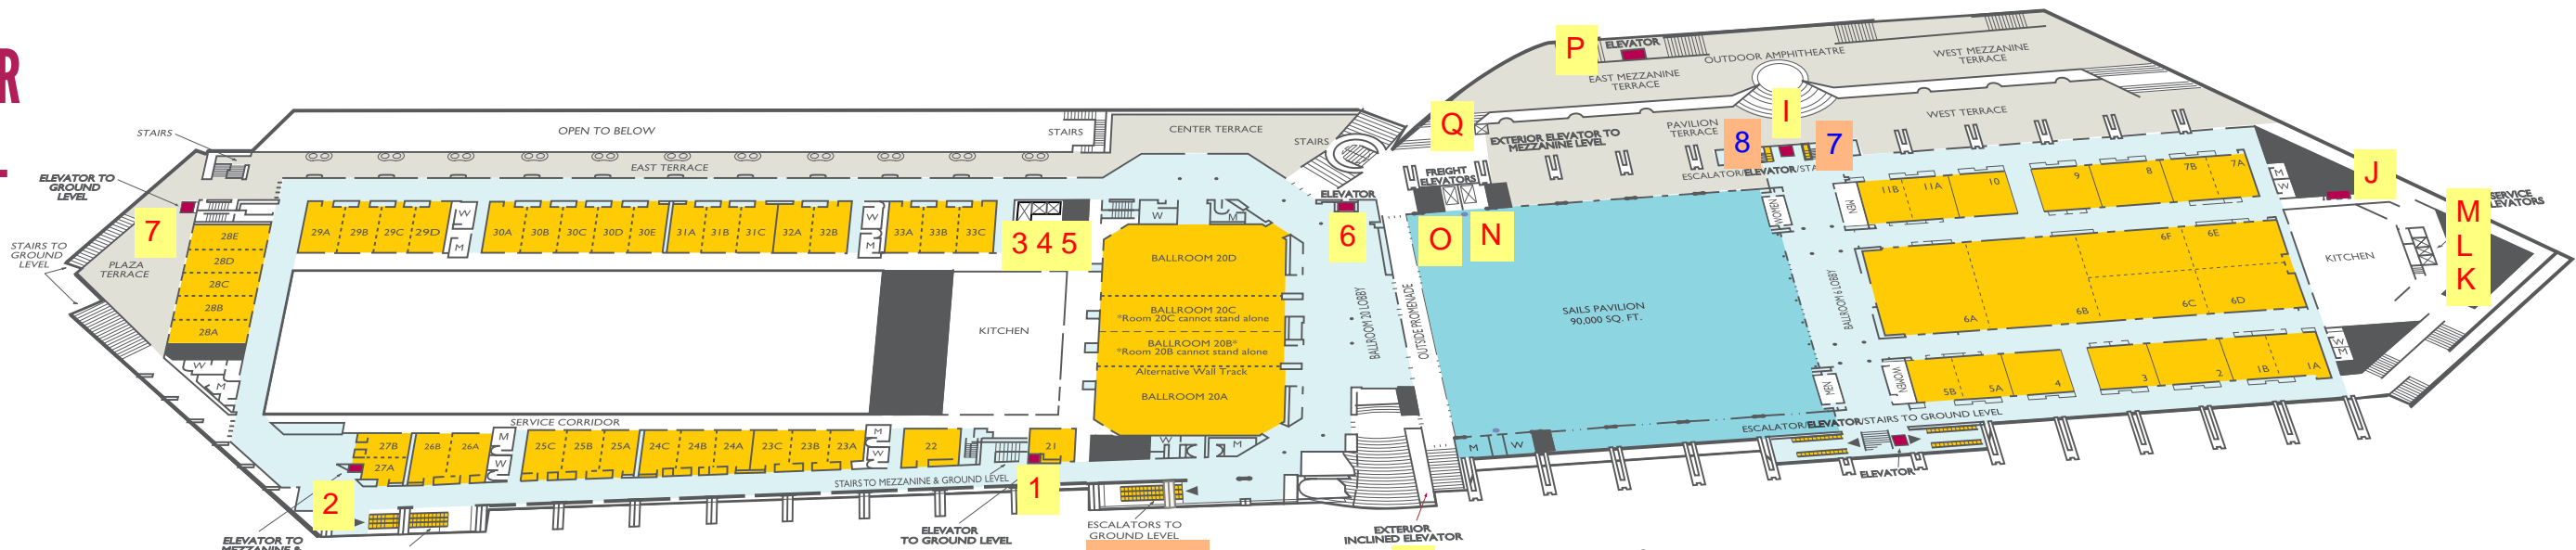 R
STAIRS
ELEVATOR TO
GROUND
LEVEL
STAIRS TO
GROUND
LEVEL
7
PLAZA
TERRACE
28E
28D
28C
28B
28A
W
M
OPEN TO BELOW
STAIRS
EAST TERRACE
CENTER TERRACE
STAIRS
29A
29B
29C
29D
W
M
30A
30B
30C
30D
30E
31A
31B
31C
32A
32B
W
M
33A
33B
33C
3 4 5
W
M
ELEVATOR
6
KITCHEN
BALLROOM 20D
BALLROOM 20C
*Room 20C cannot stand alone
BALLROOM 20B*
*Room 20B cannot stand alone
Alternative Wall Track
BALLROOM 20A
BALLROOM 20 LOBBY
OUTSIDE PROMENADE
SERVICE CORRIDOR
27B
27A
26B
26A
M
W
25C
25B
25A
24C
24B
24A
23C
23B
23A
M
W
22
21
W
M
STAIRS TO MEZZANINE & GROUND LEVEL
1
2
ELEVATOR TO
MEZZANINE &
ELEVATOR
TO GROUND LEVEL
ESCALATORS TO
GROUND LEVEL
EXTERIOR
INCLINED ELEVATOR
P
ELEVATOR
OUTDOOR AMPHITHEATRE
EAST MEZZANINE
TERRACE
WEST MEZZANINE
TERRACE
Q
EXTERIOR ELEVATOR TO
MEZZANINE LEVEL
PAVILION
TERRACE
I
8
7
WEST TERRACE
FREIGHT
ELEVATORS
ELEVATOR
O
N
SAILS PAVILION
90,000 SQ. FT.
M
W
WOMEN
MEN
11B
11A
10
9
8
7B
7A
M
W
J
SERVICE
ELEVATORS
M
L
K
KITCHEN
BALLROOM 6 LOBBY
6A
6B
6C
6D
6E
6F
MEN
WOMEN
5B
5A
4
3
2
1B
1A
W
M
ELEVATOR/STAIRS TO GROUND LEVEL
ELEVATOR